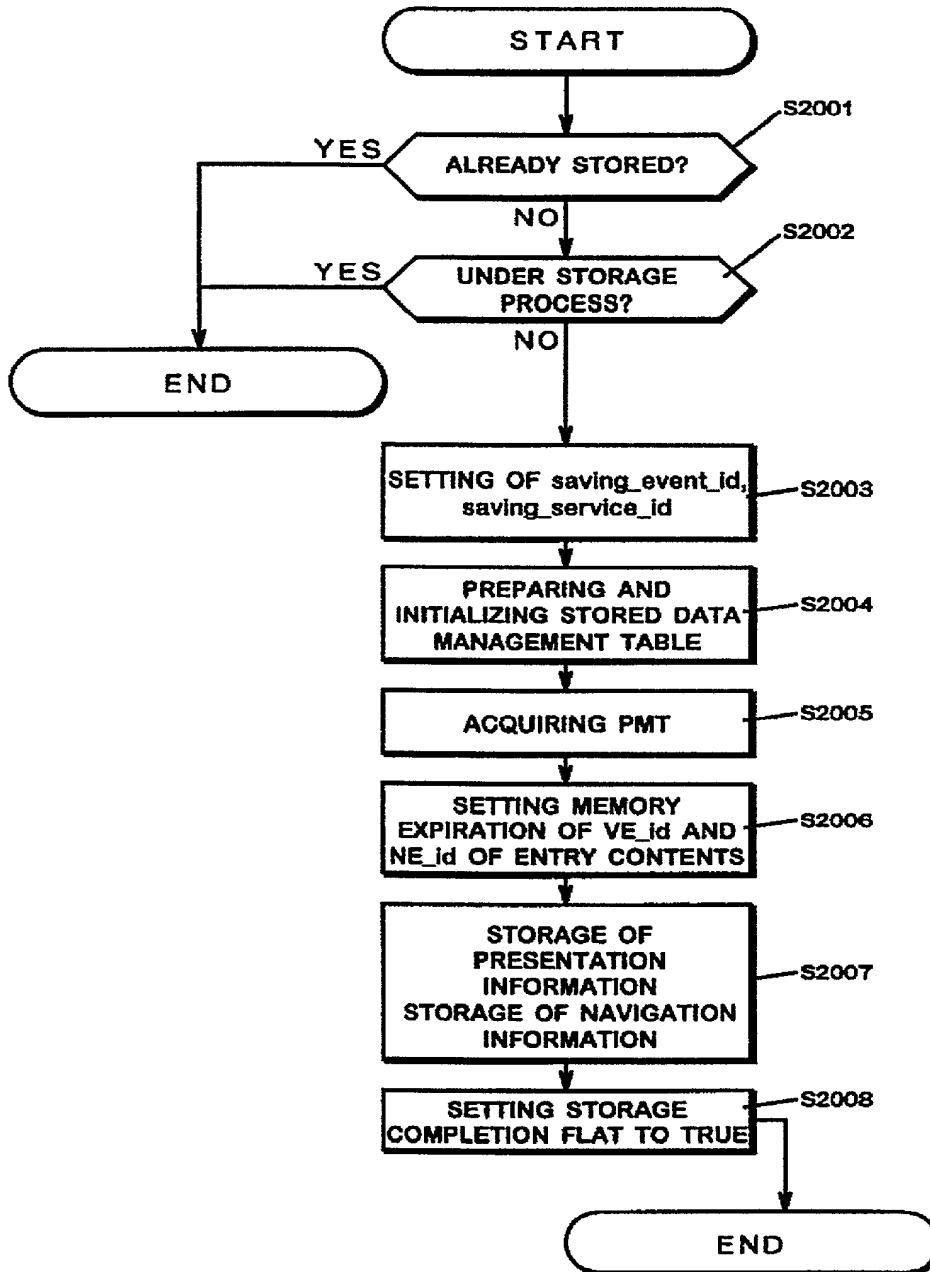 START
S2001
YES
ALREADY STORED?
NO
S2002
YES
UNDER STORAGE
PROCESS?
NO
END
SETTING OF saving_event_id,
saving_service_id
S2003
PREPARING AND
INITIALIZING STORED DATA
MANAGEMENT TABLE
S2004
ACQUIRING PMT
S2005
SETTING MEMORY
EXPIRATION OF VE_id AND
NE_id OF ENTRY CONTENTS
S2006
STORAGE OF
PRESENTATION
INFORMATION
STORAGE OF NAVIGATION
INFORMATION
S2007
SETTING STORAGE
COMPLETION FLAT TO TRUE
S2008
END